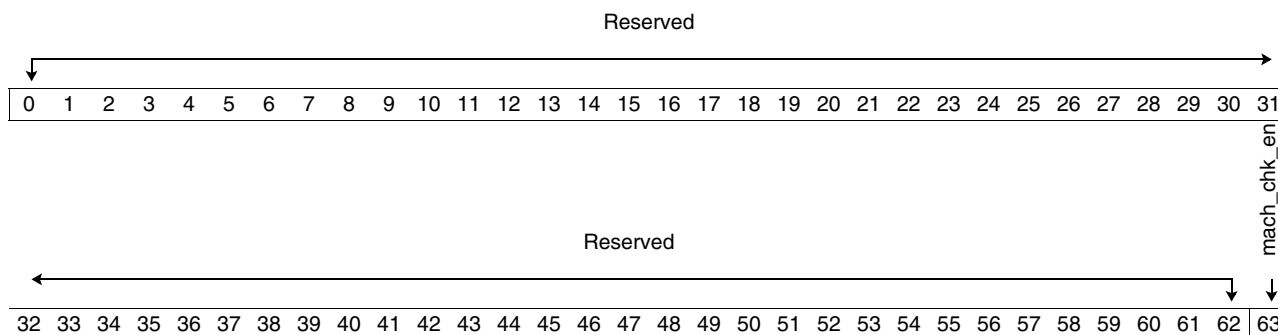 Reserved
0 1 2 3 4 5 6 7 8 9 10 11 12 13 14 15 16 17 18 19 20 21 22 23 24 25 26 27 28 29 30 31
mach_chk_en
Reserved
32 33 34 35 36 37 38 39 40 41 42 43 44 45 46 47 48 49 50 51 52 53 54 55 56 57 58 59 60 61 62 63